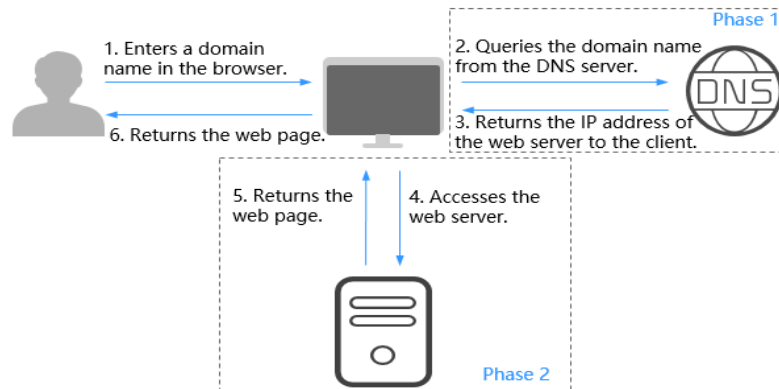 Phase 1
1. Enters a domain
name in the browser.
2. Queries the domain name
from the DNS server.
DNS
6. Returns the web page.
3. Returns the IP address of
the web server to the client.
5. Returns the
web page.
4. Accesses the
web server.
Phase 2